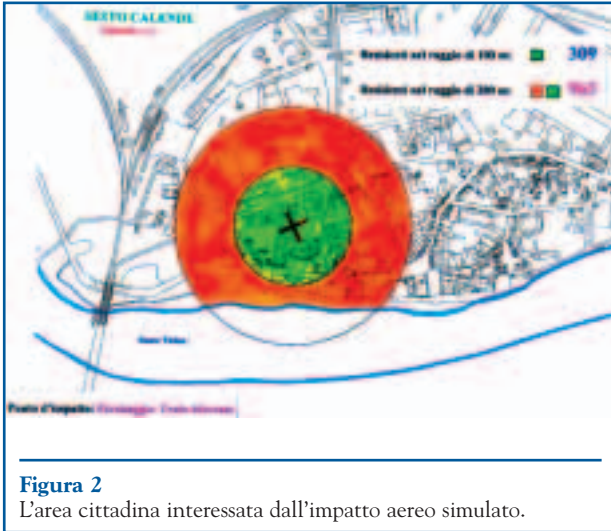 SESTO CALENDE
Residenti nel raggio di 100 m: 309
Residenti nel raggio di 200 m:
Punto d'impatto:
Figura 2
L'area cittadina interessata dall'impatto aereo simulato.